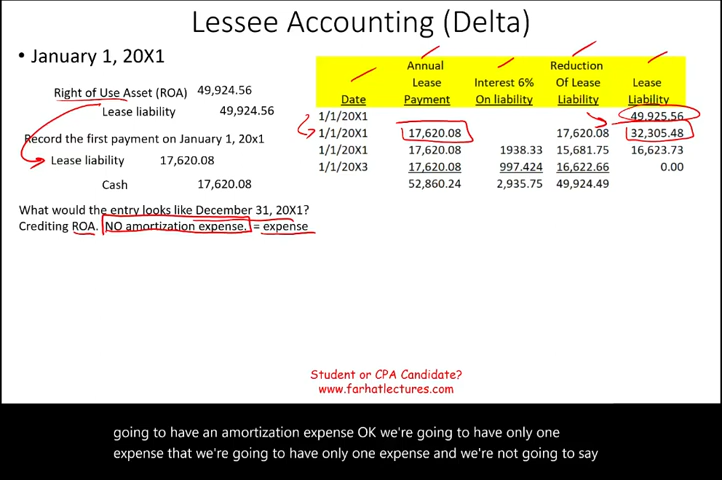 Lessee Accounting (Delta)
• January 1, 20X1
Right of Use Asset (ROA) 49,924.56
Lease liability 49,924.56
Record the first payment on January 1, 20x1
Lease liability 17,620.08
Cash 17,620.08
What would the entry looks like December 31, 20X1?
Crediting ROA. NO amortization expense. = expense
Annual Reduction
Lease Interest 6% Of Lease Lease
Date Payment On liability Liability Liability
1/1/20X1 49,925.56
1/1/20X1 17,620.08 17,620.08 32,305.48
1/1/20X1 17,620.08 1938.33 15,681.75 16,623.73
1/1/20X3 17,620.08 997.424 16,622.66 0.00
52,860.24 2,935.75 49,924.49
Student or CPA Candidate?
www.farhatlectures.com
going to have an amortization expense OK we're going to have only one
expense that we're going to have only one expense and we're not going to say